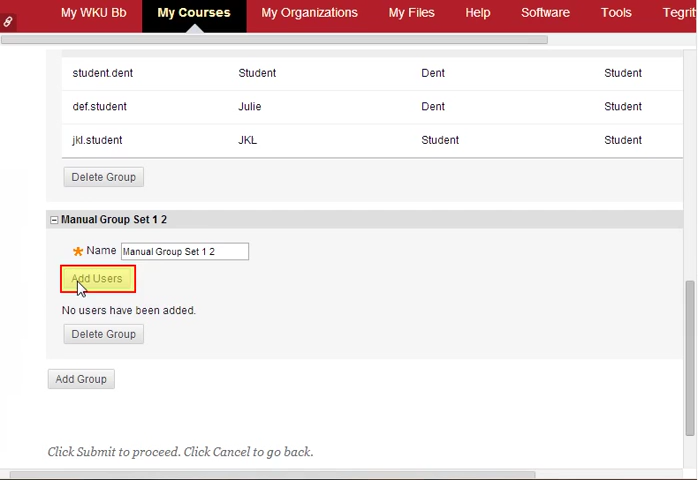 My WKU Bb My Courses My Organizations My Files Help Software Tools Tegrit
student.dent Student Dent Student
def.student Julie Dent Student
jkl.student JKL Student Student
Delete Group
Manual Group Set 1 2
Name Manual Group Set 1 2
Add Users
No users have been added.
Delete Group
Add Group
Click Submit to proceed. Click Cancel to go back.